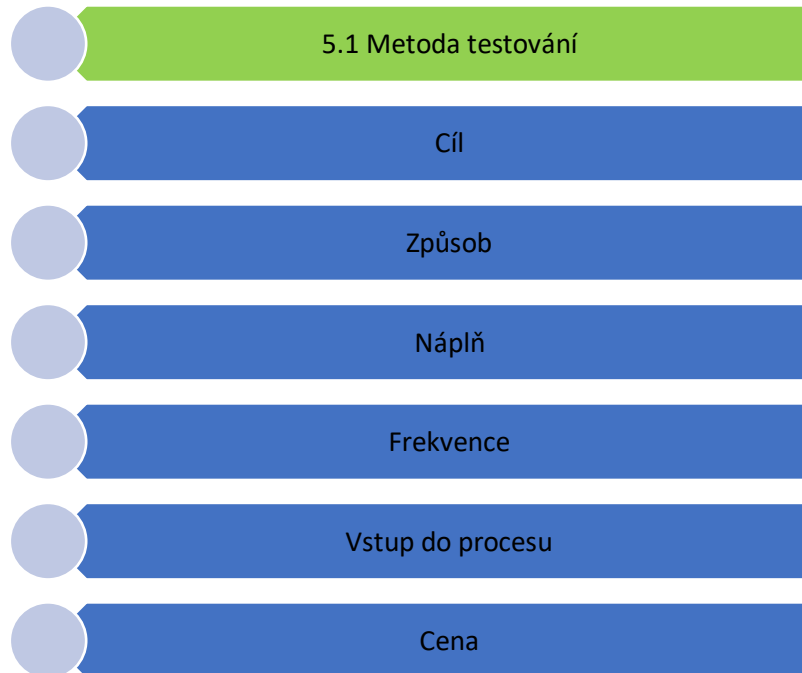 5.1 Metoda testování
Cíl
Způsob
Náplň
Frekvence
Vstup do procesu
Cena